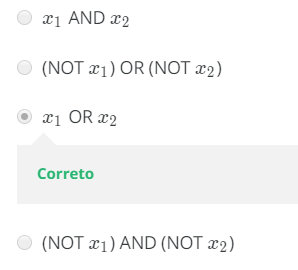 x₁ AND x₂
(NOT x₁) OR (NOT x₂)
x₁ OR x₂
Correto
(NOT x₁) AND (NOT x₂)